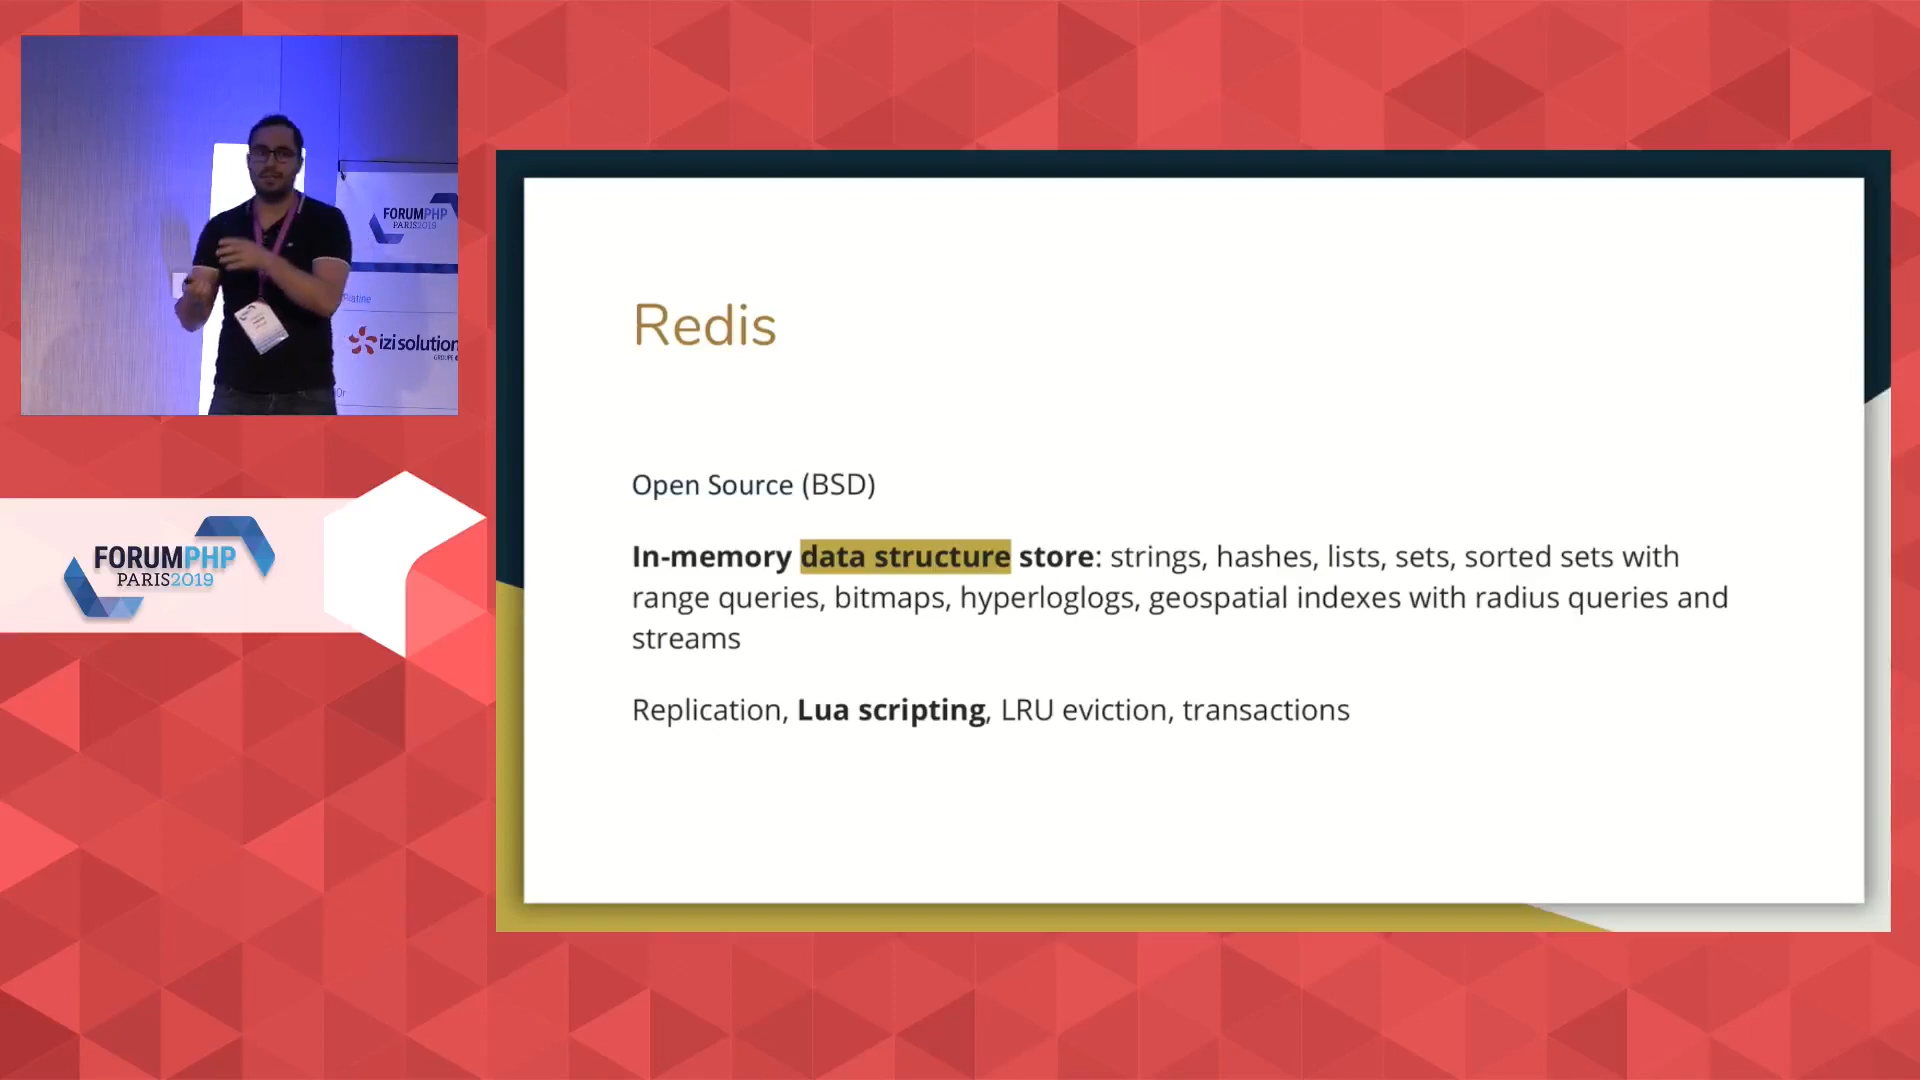 FORUMPHP
PARIS2019
izi solution
GROUPE
FORUMPHP
PARIS2019
Redis
Open Source (BSD)
In-memory data structure store: strings, hashes, lists, sets, sorted sets with
range queries, bitmaps, hyperloglogs, geospatial indexes with radius queries and
streams
Replication, Lua scripting, LRU eviction, transactions